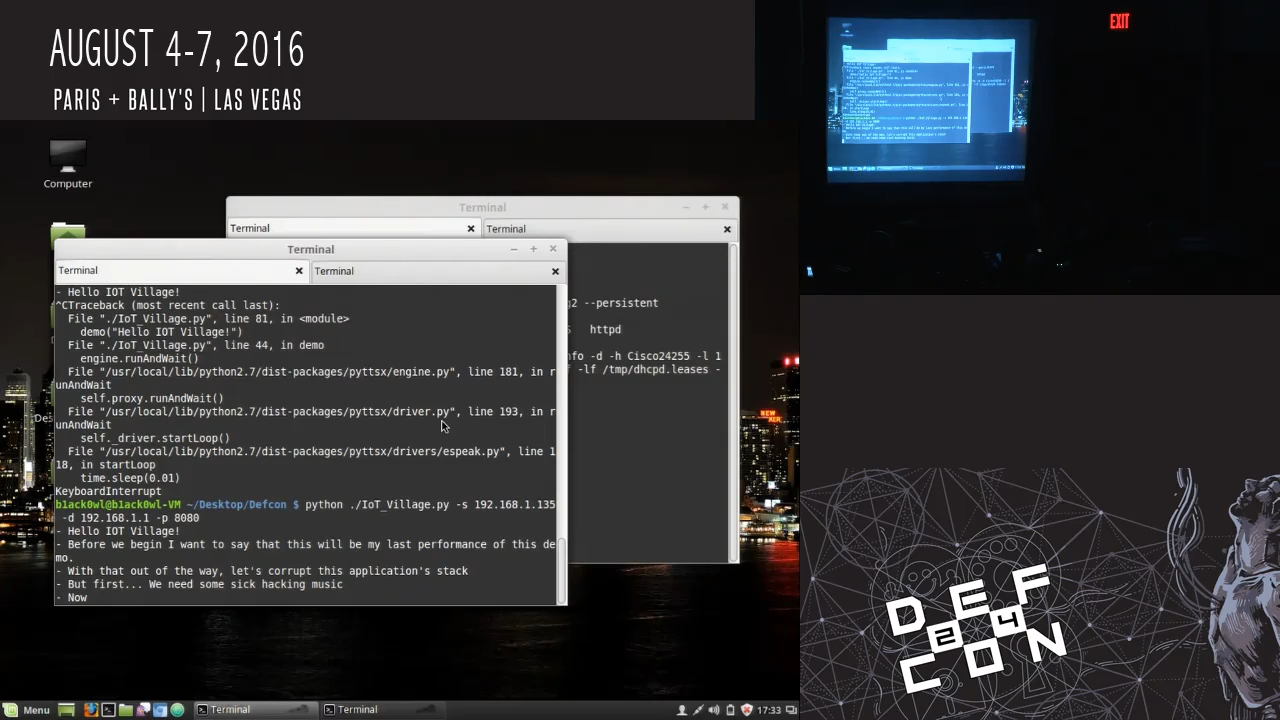 AUGUST 4-7, 2016
PARIS + BALLY'S | LAS VEGAS
EXIT
Computer
Terminal
Terminal
Terminal
Terminal
Terminal
Terminal
g2 --persistent
httpd
nfo -d -h Cisco24255 -l 1
-lf /tmp/dhcpd.leases -
- Hello IOT Village!
^CTraceback (most recent call last):
File "./IoT_Village.py", line 81, in <module>
demo("Hello IOT Village!")
File "./IoT_Village.py", line 44, in demo
engine.runAndWait()
File "/usr/local/lib/python2.7/dist-packages/pyttsx/engine.py", line 181, in r
unAndWait
self.proxy.runAndWait()
File "/usr/local/lib/python2.7/dist-packages/pyttsx/driver.py", line 193, in r
unAndWait
self._driver.startLoop()
File "/usr/local/lib/python2.7/dist-packages/pyttsx/drivers/espeak.py", line 1
18, in startLoop
time.sleep(0.01)
KeyboardInterrupt
b1ack0wl@b1ack0wl-VM ~/Desktop/Defcon $ python ./IoT_Village.py -s 192.168.1.135
-d 192.168.1.1 -p 8080
- Hello IOT Village!
- Before we begin I want to say that this will be my last performance of this de
mo.
- With that out of the way, let's corrupt this application's stack
- But first... We need some sick hacking music
- Now
DEF
24
CON
Menu
Terminal
Terminal
17:33